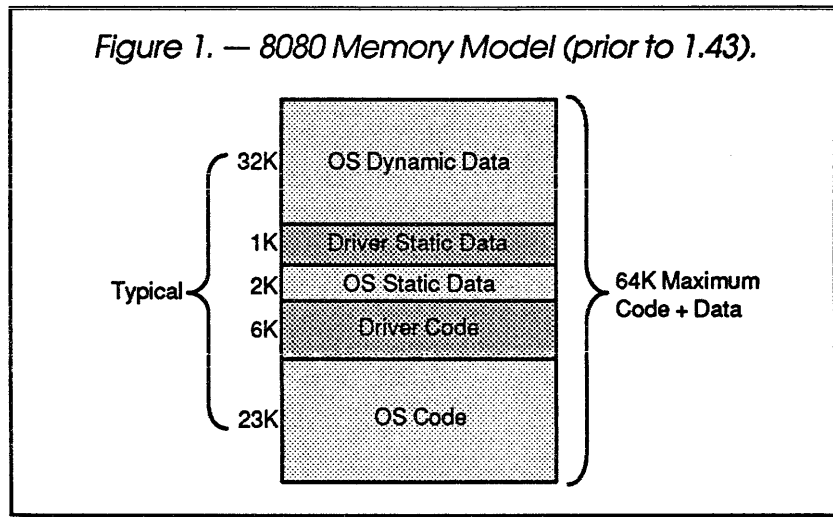 Figure 1. — 8080 Memory Model (prior to 1.43).
32K OS Dynamic Data
1K Driver Static Data
Typical
2K OS Static Data
64K Maximum
Code + Data
6K Driver Code
23K OS Code